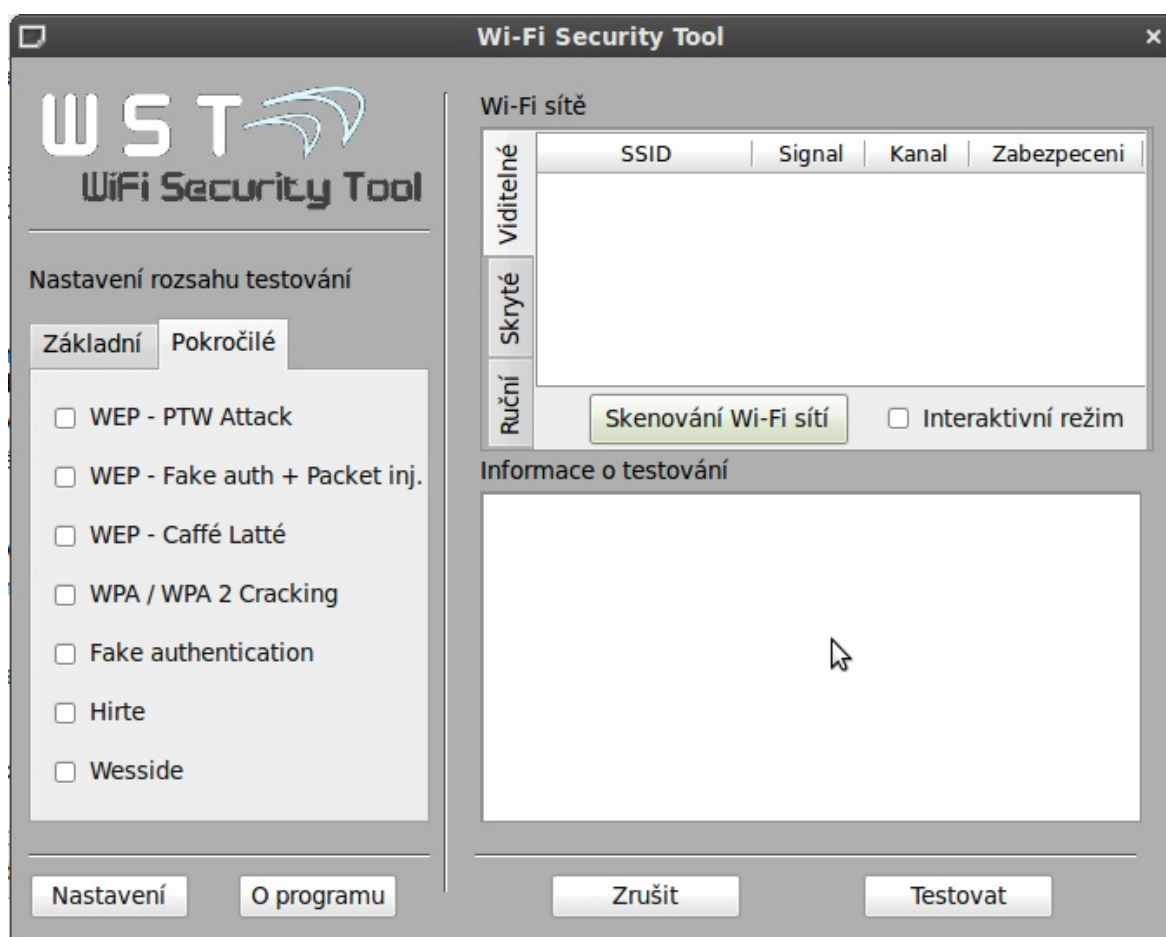 Wi-Fi Security Tool
WST
WiFi Security Tool
Nastavení rozsahu testování
Základní
Pokročilé
WEP - PTW Attack
WEP - Fake auth + Packet inj.
WEP - Caffé Latté
WPA / WPA 2 Cracking
Fake authentication
Hirte
Wesside
Nastavení
O programu
Wi-Fi sítě
Viditelné
Skryté
Ruční
SSID Signal Kanal Zabezpeceni
Skenování Wi-Fi sítí
Interaktivní režim
Informace o testování
Zrušit
Testovat